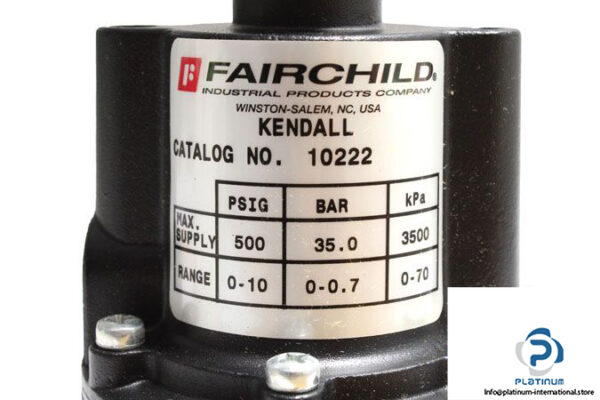 F FAIRCHILD®
INDUSTRIAL PRODUCTS COMPANY
WINSTON-SALEM, NC, USA
KENDALL
CATALOG NO. 10222
PSIG BAR kPa
MAX. SUPPLY 500 35.0 3500
RANGE 0-10 0-0.7 0-70
P
PLATINUM
Info@platinum-international.store